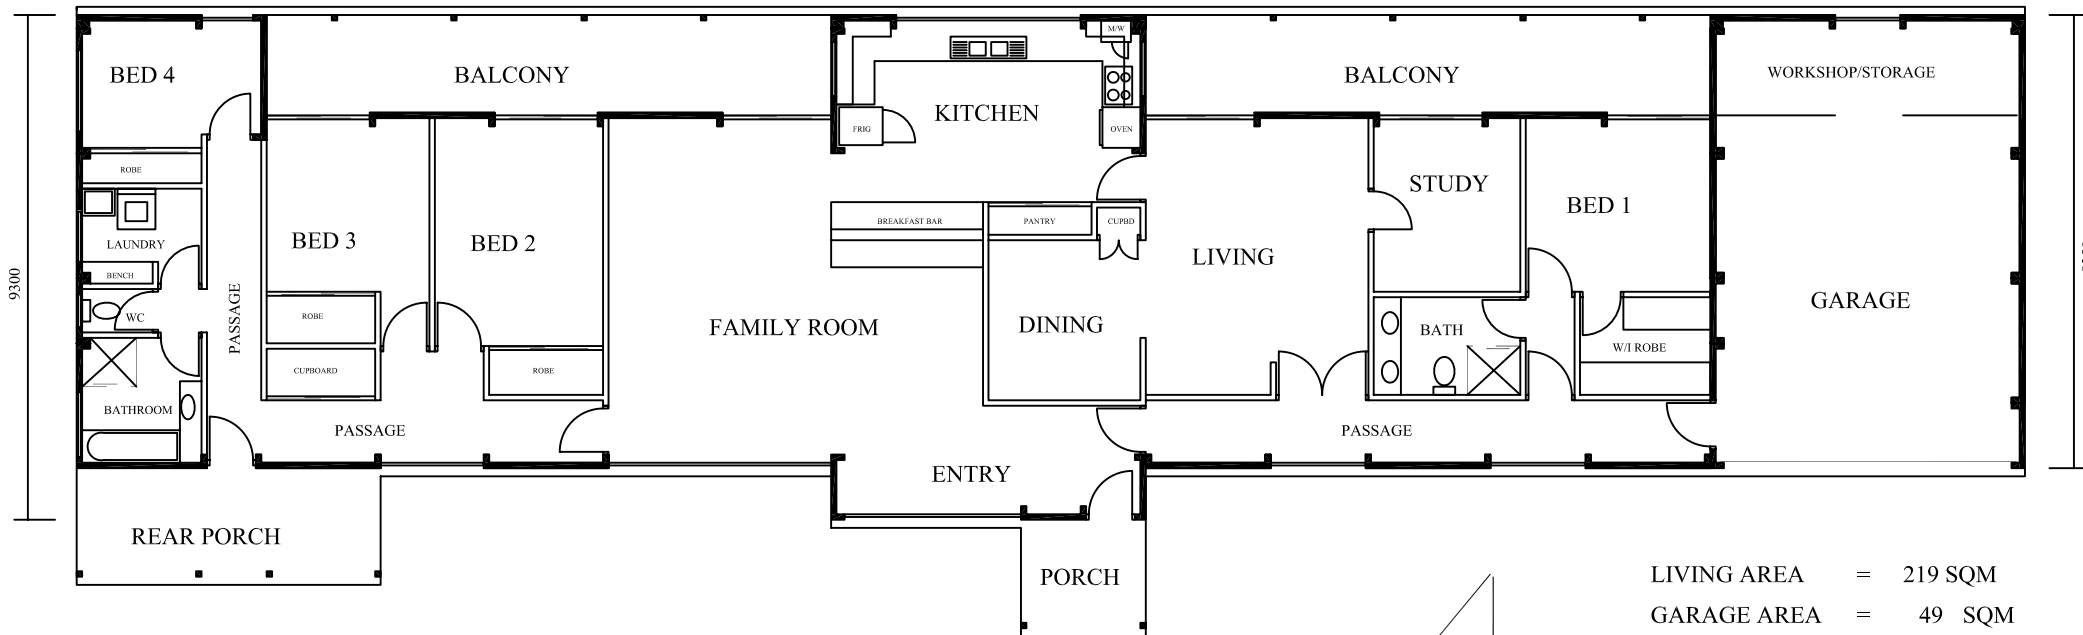 M/W
BED 4
BALCONY
BALCONY
WORKSHOP/STORAGE
KITCHEN
FRIG
OVEN
ROBE
STUDY
BED 1
BREAKFAST BAR
PANTRY
CUPBD
LAUNDRY
BED 3
BED 2
LIVING
BENCH
9300
PASSAGE
WC
ROBE
FAMILY ROOM
DINING
BATH
GARAGE
W/I ROBE
CUPBOARD
ROBE
BATHROOM
PASSAGE
PASSAGE
ENTRY
REAR PORCH
PORCH
LIVING AREA = 219 SQM
GARAGE AREA = 49 SQM